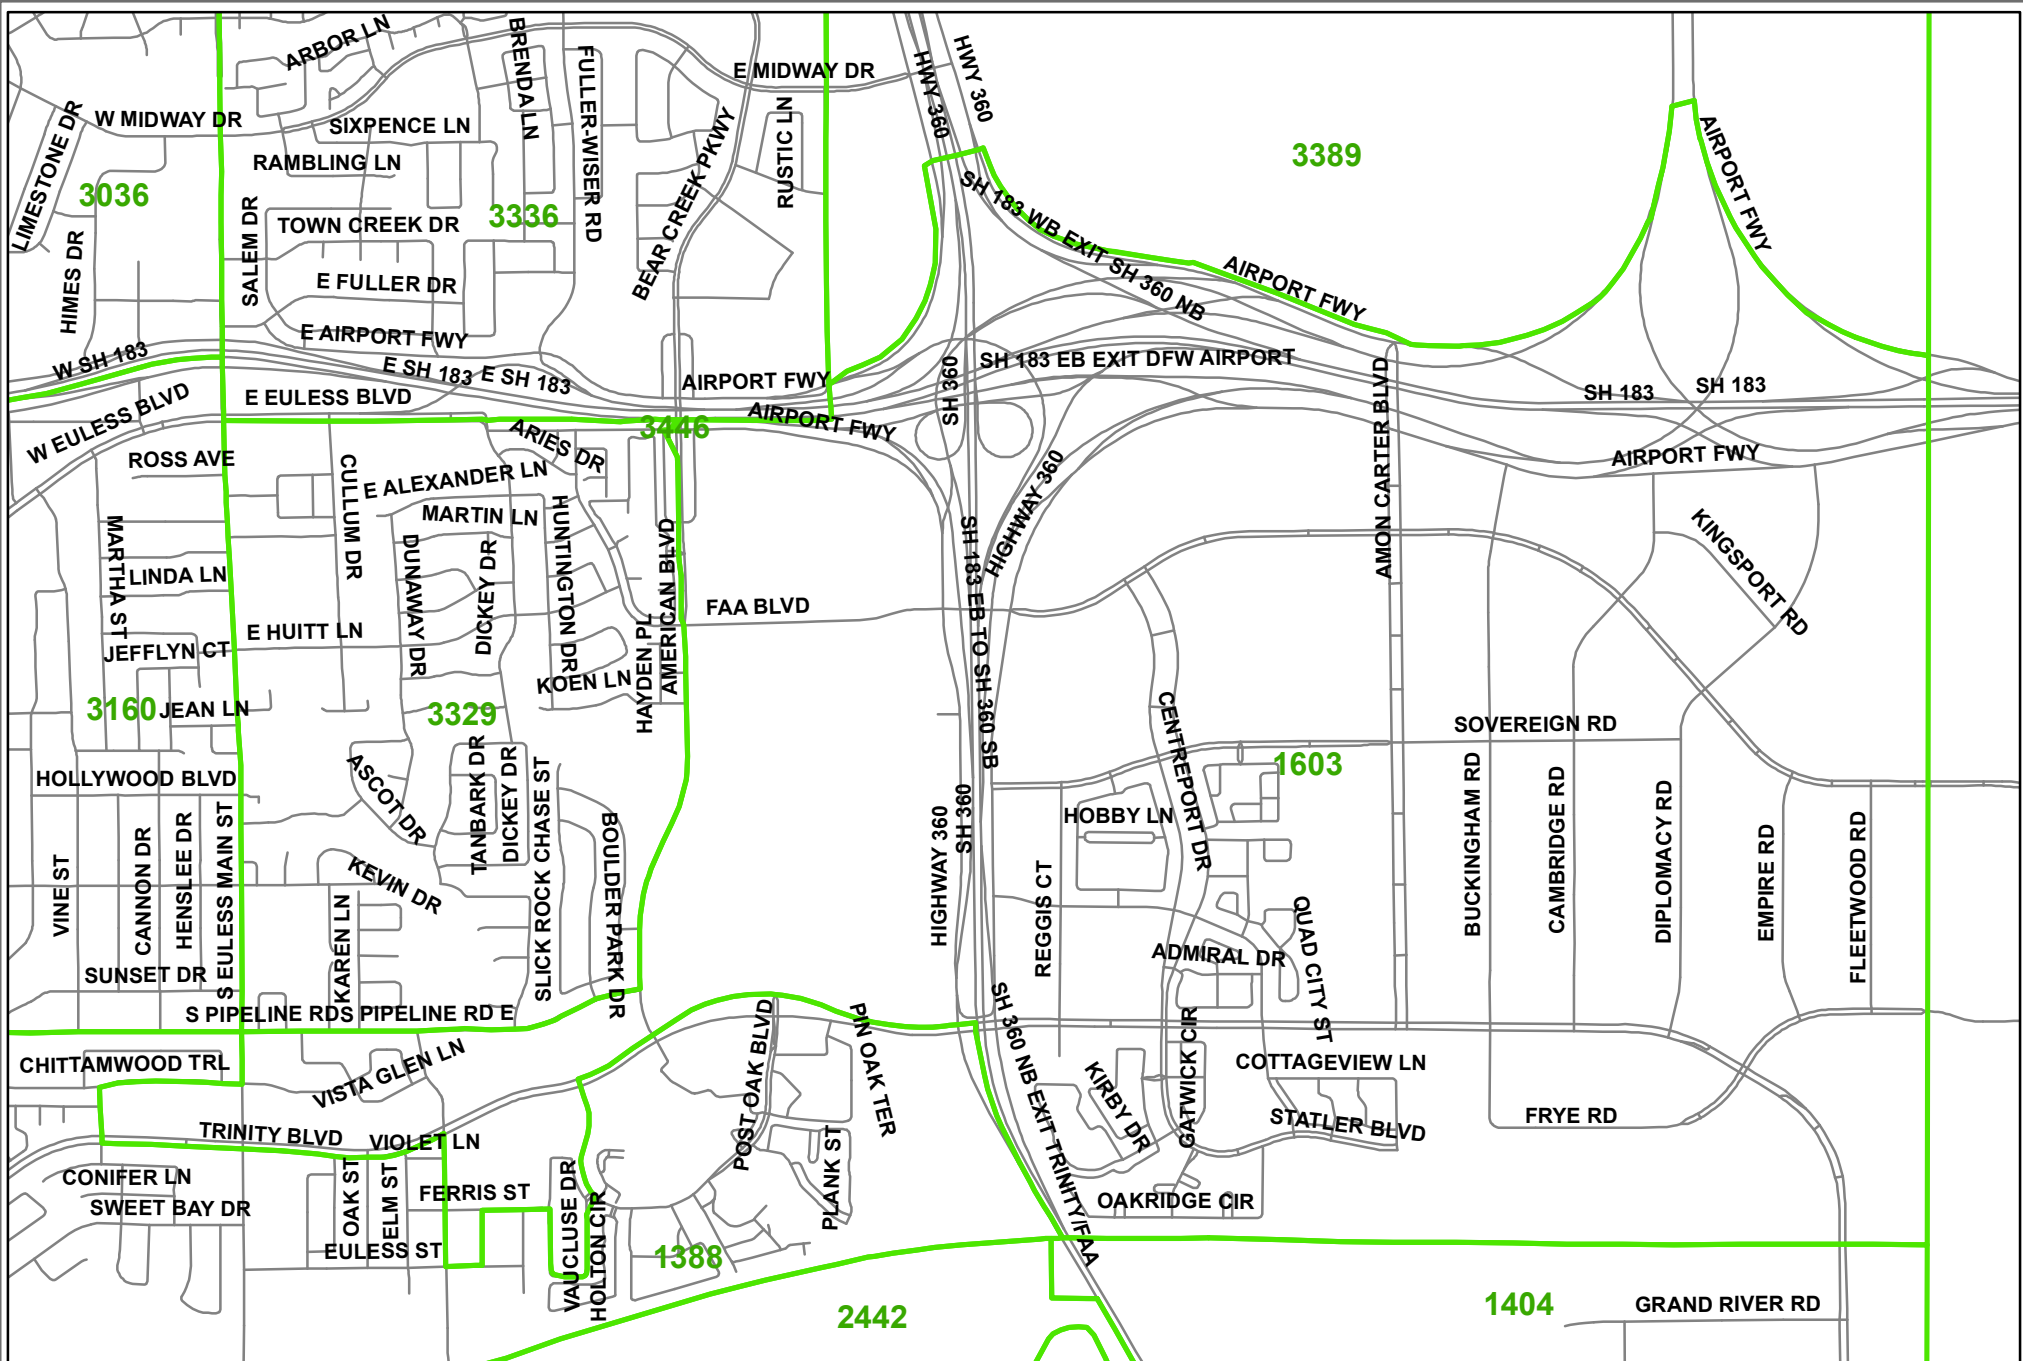 ARBOR LN
BRENDA LN
FULLER-WISER RD
E MIDWAY DR
HWY 360
HWY 360
LIMESTONE DR
W MIDWAY DR
SIXPENCE LN
RAMBLING LN
BEAR CREEK PKWY
RUSTIC LN
3389
AIRPORT FWY
3036
HIMES DR
SALEM DR
TOWN CREEK DR
3336
E FULLER DR
SH 183 WB EXIT SH 360 NB
AIRPORT FWY
E AIRPORT FWY
W SH 183
E SH 183
E SH 183
AIRPORT FWY
SH 360
SH 183 EB EXIT DFW AIRPORT
AMON CARTER BLVD
SH 183
SH 183
W EULESS BLVD
E EULESS BLVD
3446
AIRPORT FWY
ROSS AVE
CULLUM DR
E ALEXANDER LN
ARIES DR
AIRPORT FWY
MARTIN LN
HUNTINGTON DR
AMERICAN BLVD
HIGHWAY 360
KINGSPORT RD
MARTHA ST
LINDA LN
DUNAWAY DR
DICKEY DR
FAA BLVD
SH 183 EB TO SH 360 SB
JEFFLYN CT
E HUITT LN
KOEN LN
HAYDEN PL
3160
JEAN LN
3329
CENTREPORT DR
SOVEREIGN RD
1603
HOLLYWOOD BLVD
ASCOT DR
TANBARK DR
DICKEY DR
SLICK ROCK CHASE ST
BOULDER PARK DR
HIGHWAY 360
SH 360
HOBBY LN
BUCKINGHAM RD
CAMBRIDGE RD
DIPLOMACY RD
EMPIRE RD
FLEETWOOD RD
VINE ST
CANNON DR
HENSLEE DR
S EULESS MAIN ST
KEVIN DR
KAREN LN
REGGIS CT
ADMIRAL DR
QUAD CITY ST
SUNSET DR
S PIPELINE RD
S PIPELINE RD E
SH 360 NB EXIT TRINITY/FAA
PIN OAK TER
POST OAK BLVD
CHITTAMWOOD TRL
VISTA GLEN LN
KIRBY DR
GATWICK CIR
COTTAGEVIEW LN
STATLER BLVD
FRYE RD
TRINITY BLVD
VIOLET LN
CONIFER LN
SWEET BAY DR
OAK ST
ELM ST
FERRIS ST
VAUCLUSE DR
HOLTON CIR
PLANK ST
OAKRIDGE CIR
EULESS ST
1388
2442
1404
GRAND RIVER RD